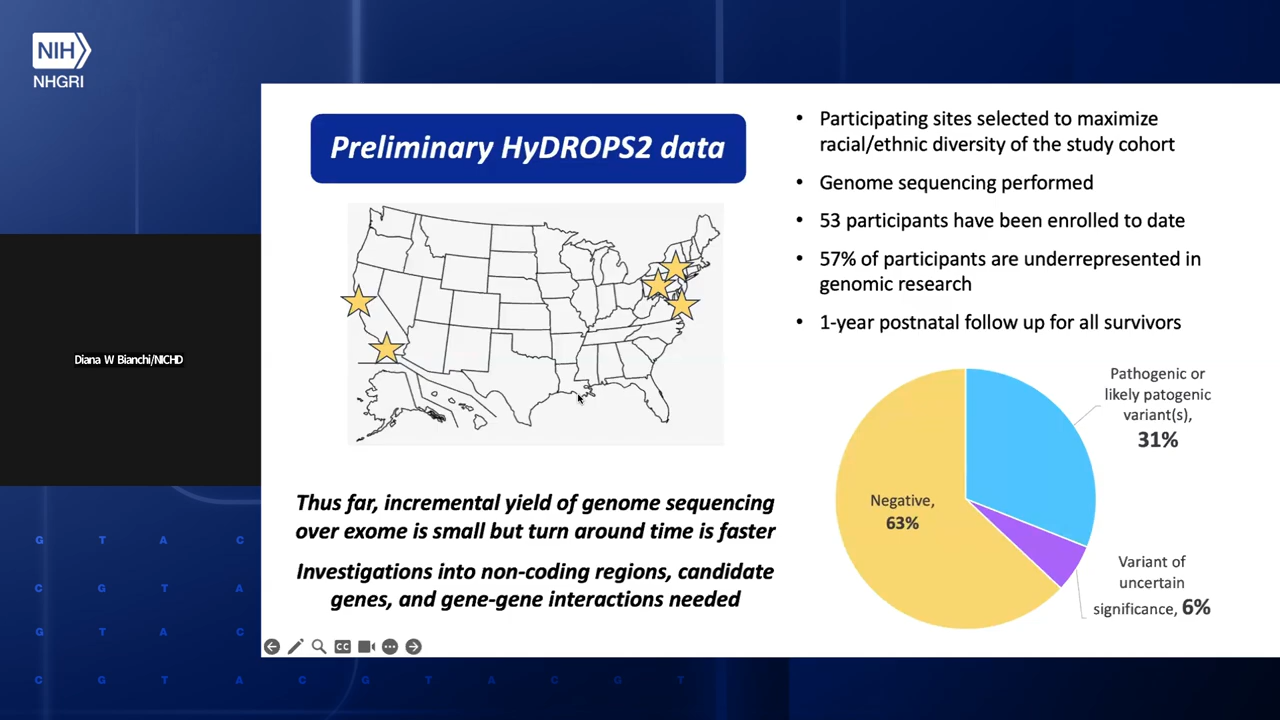 NIH
NHGRI
Diana W Bianchi/NICHD
Preliminary HyDROPS2 data
Thus far, incremental yield of genome sequencing
over exome is small but turn around time is faster
Investigations into non-coding regions, candidate
genes, and gene-gene interactions needed
• Participating sites selected to maximize
racial/ethnic diversity of the study cohort
• Genome sequencing performed
• 53 participants have been enrolled to date
• 57% of participants are underrepresented in
genomic research
• 1-year postnatal follow up for all survivors
Pathogenic or
likely patogenic
variant(s),
31%
Negative,
63%
Variant of
uncertain
significance, 6%
CC
G T A C
C G T A
G T A C
C G T A C G T A C G T